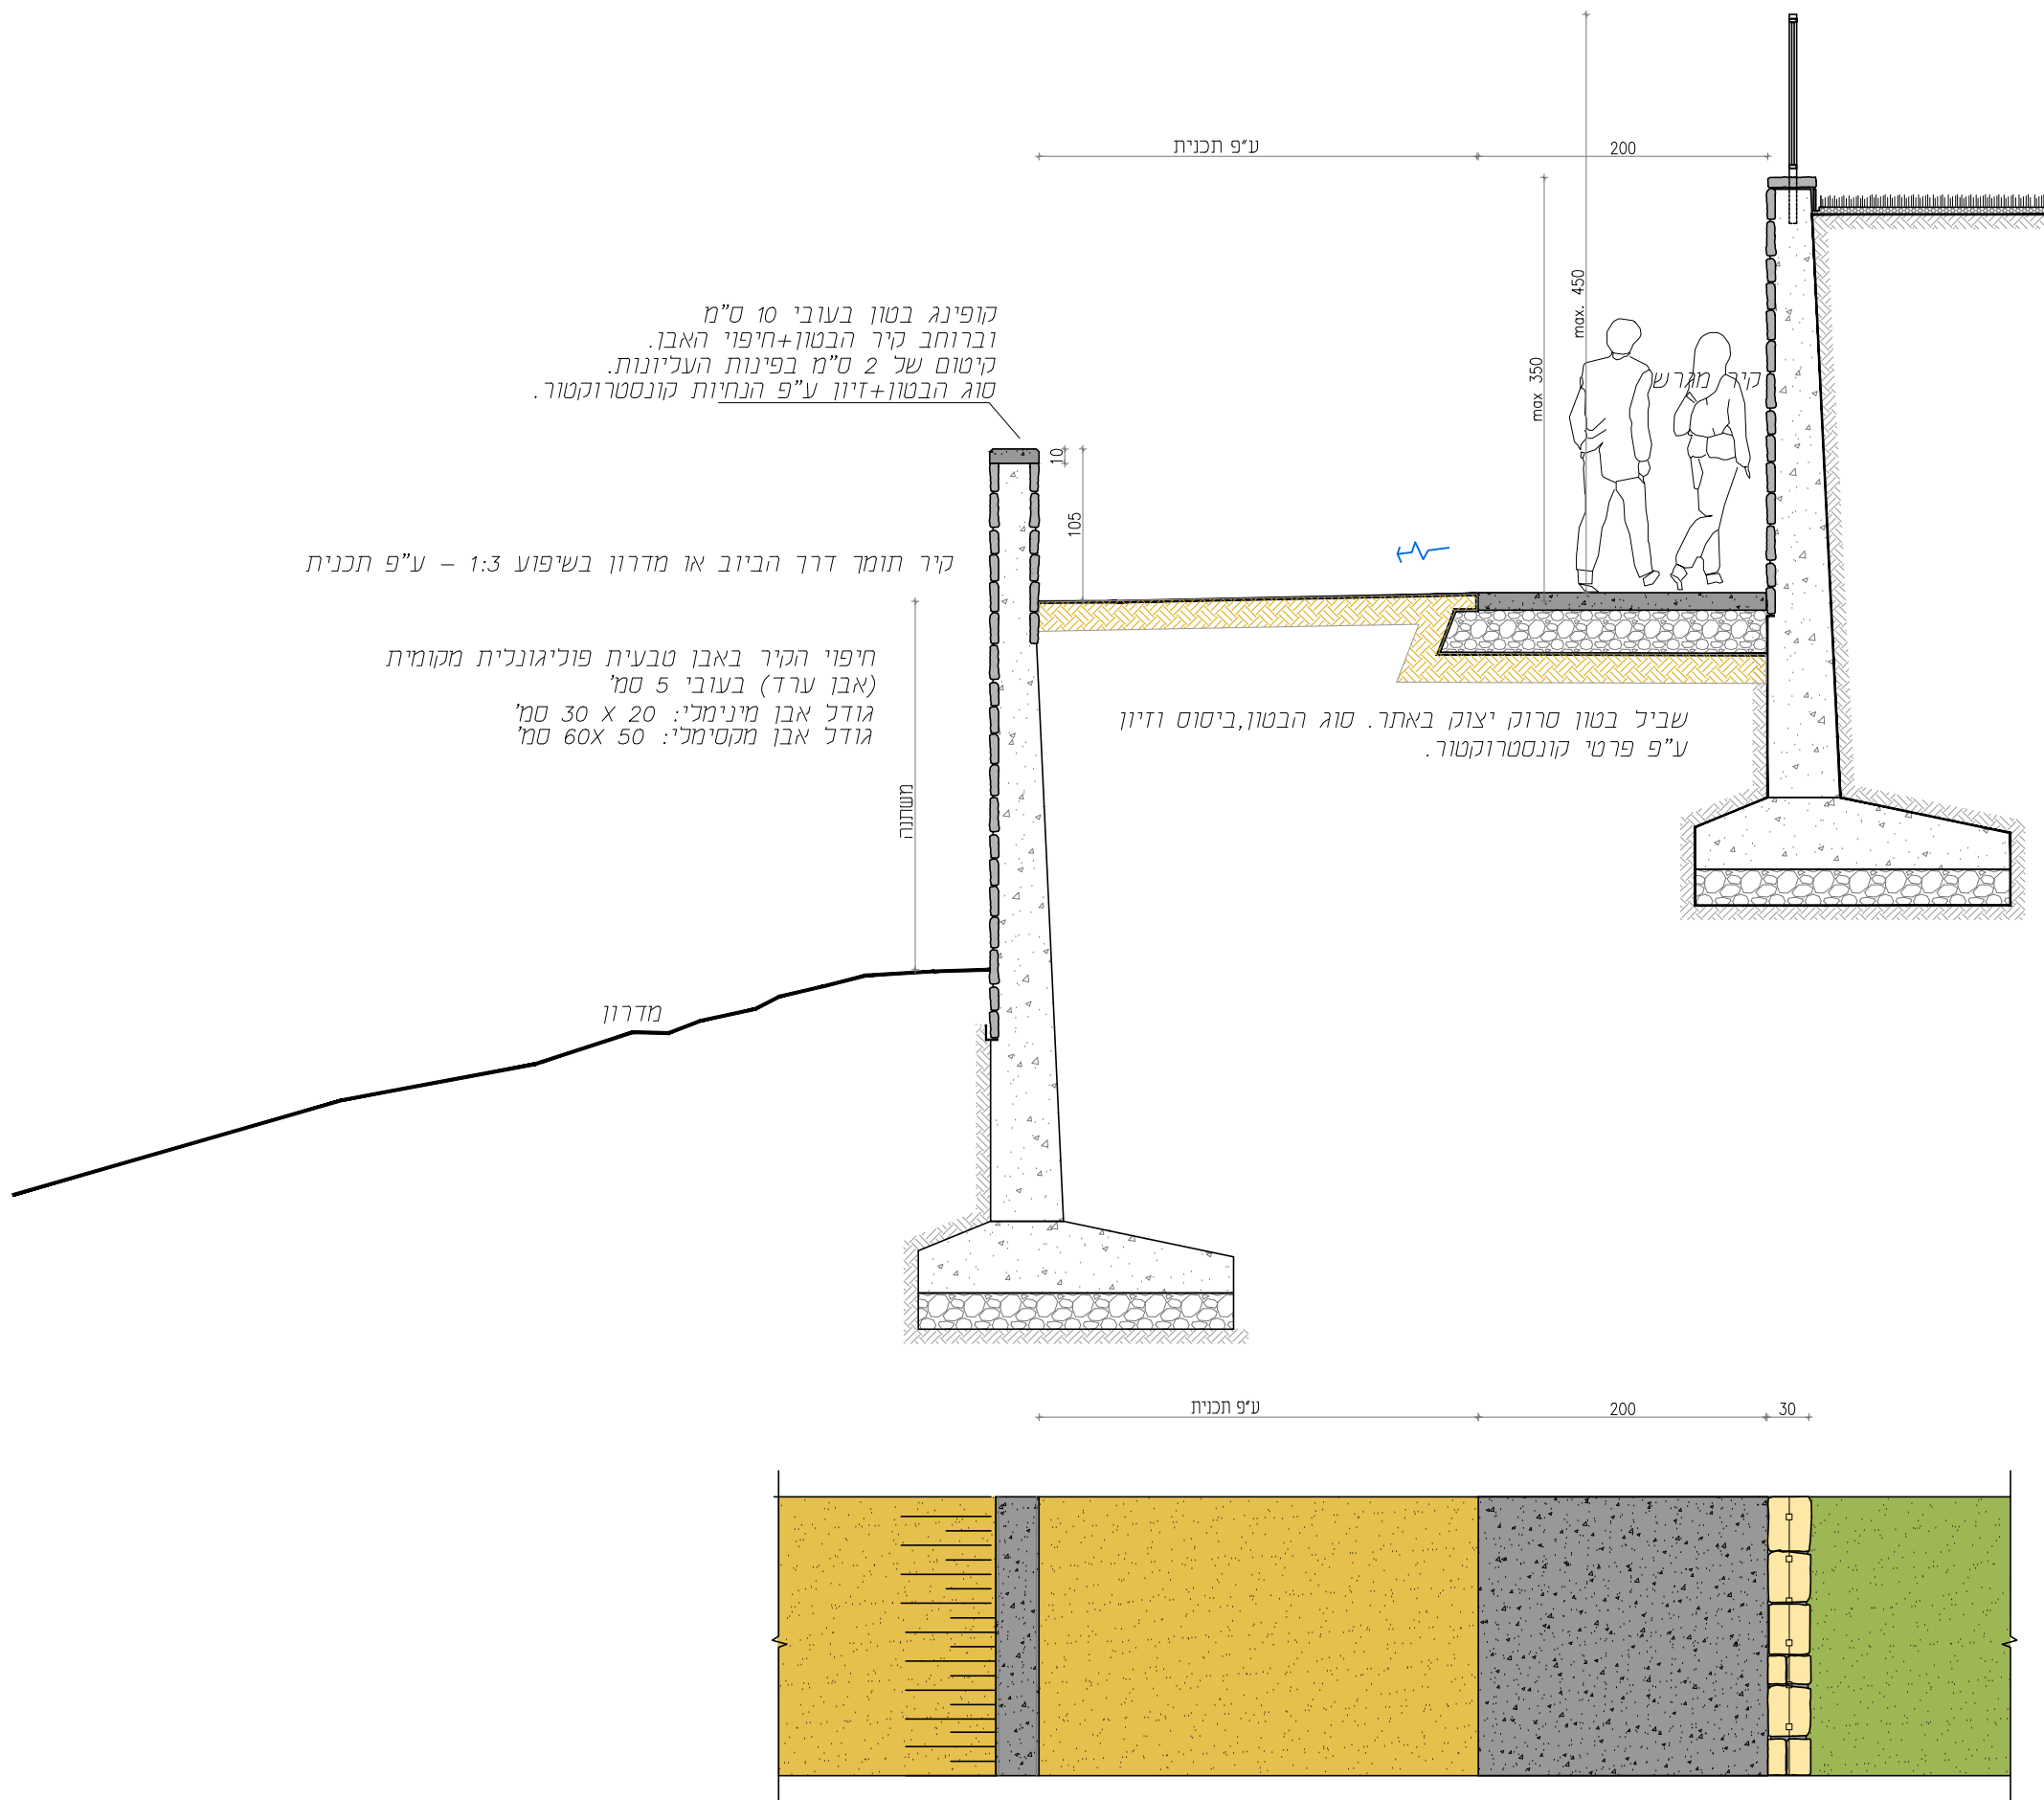 ע"פ תכנית
200
max. 450
max 350
קיר מגרש
קופינג בטון בעובי 10 ס"מ
וברוחב קיר הבטון+חיפוי האבן.
קיטום של 2 ס"מ בפינות העליונות.
סוג הבטון+זיון ע"פ הנחיות קונסטרוקטור.
10
105
קיר תומך דרך הביוב או מדרון בשיפוע 1:3 – ע"פ תכנית
חיפוי הקיר באבן טבעית פוליגונלית מקומית
(אבן ערד) בעובי 5 סמ'
גודל אבן מינימלי: 20 X 30 סמ'
גודל אבן מקסימלי: 50 X60 סמ'
שביל בטון סרוק יצוק באתר. סוג הבטון,ביסוס וזיון
ע"פ פרטי קונסטרוקטור.
משתנה
מדרון
ע"פ תכנית
200
30